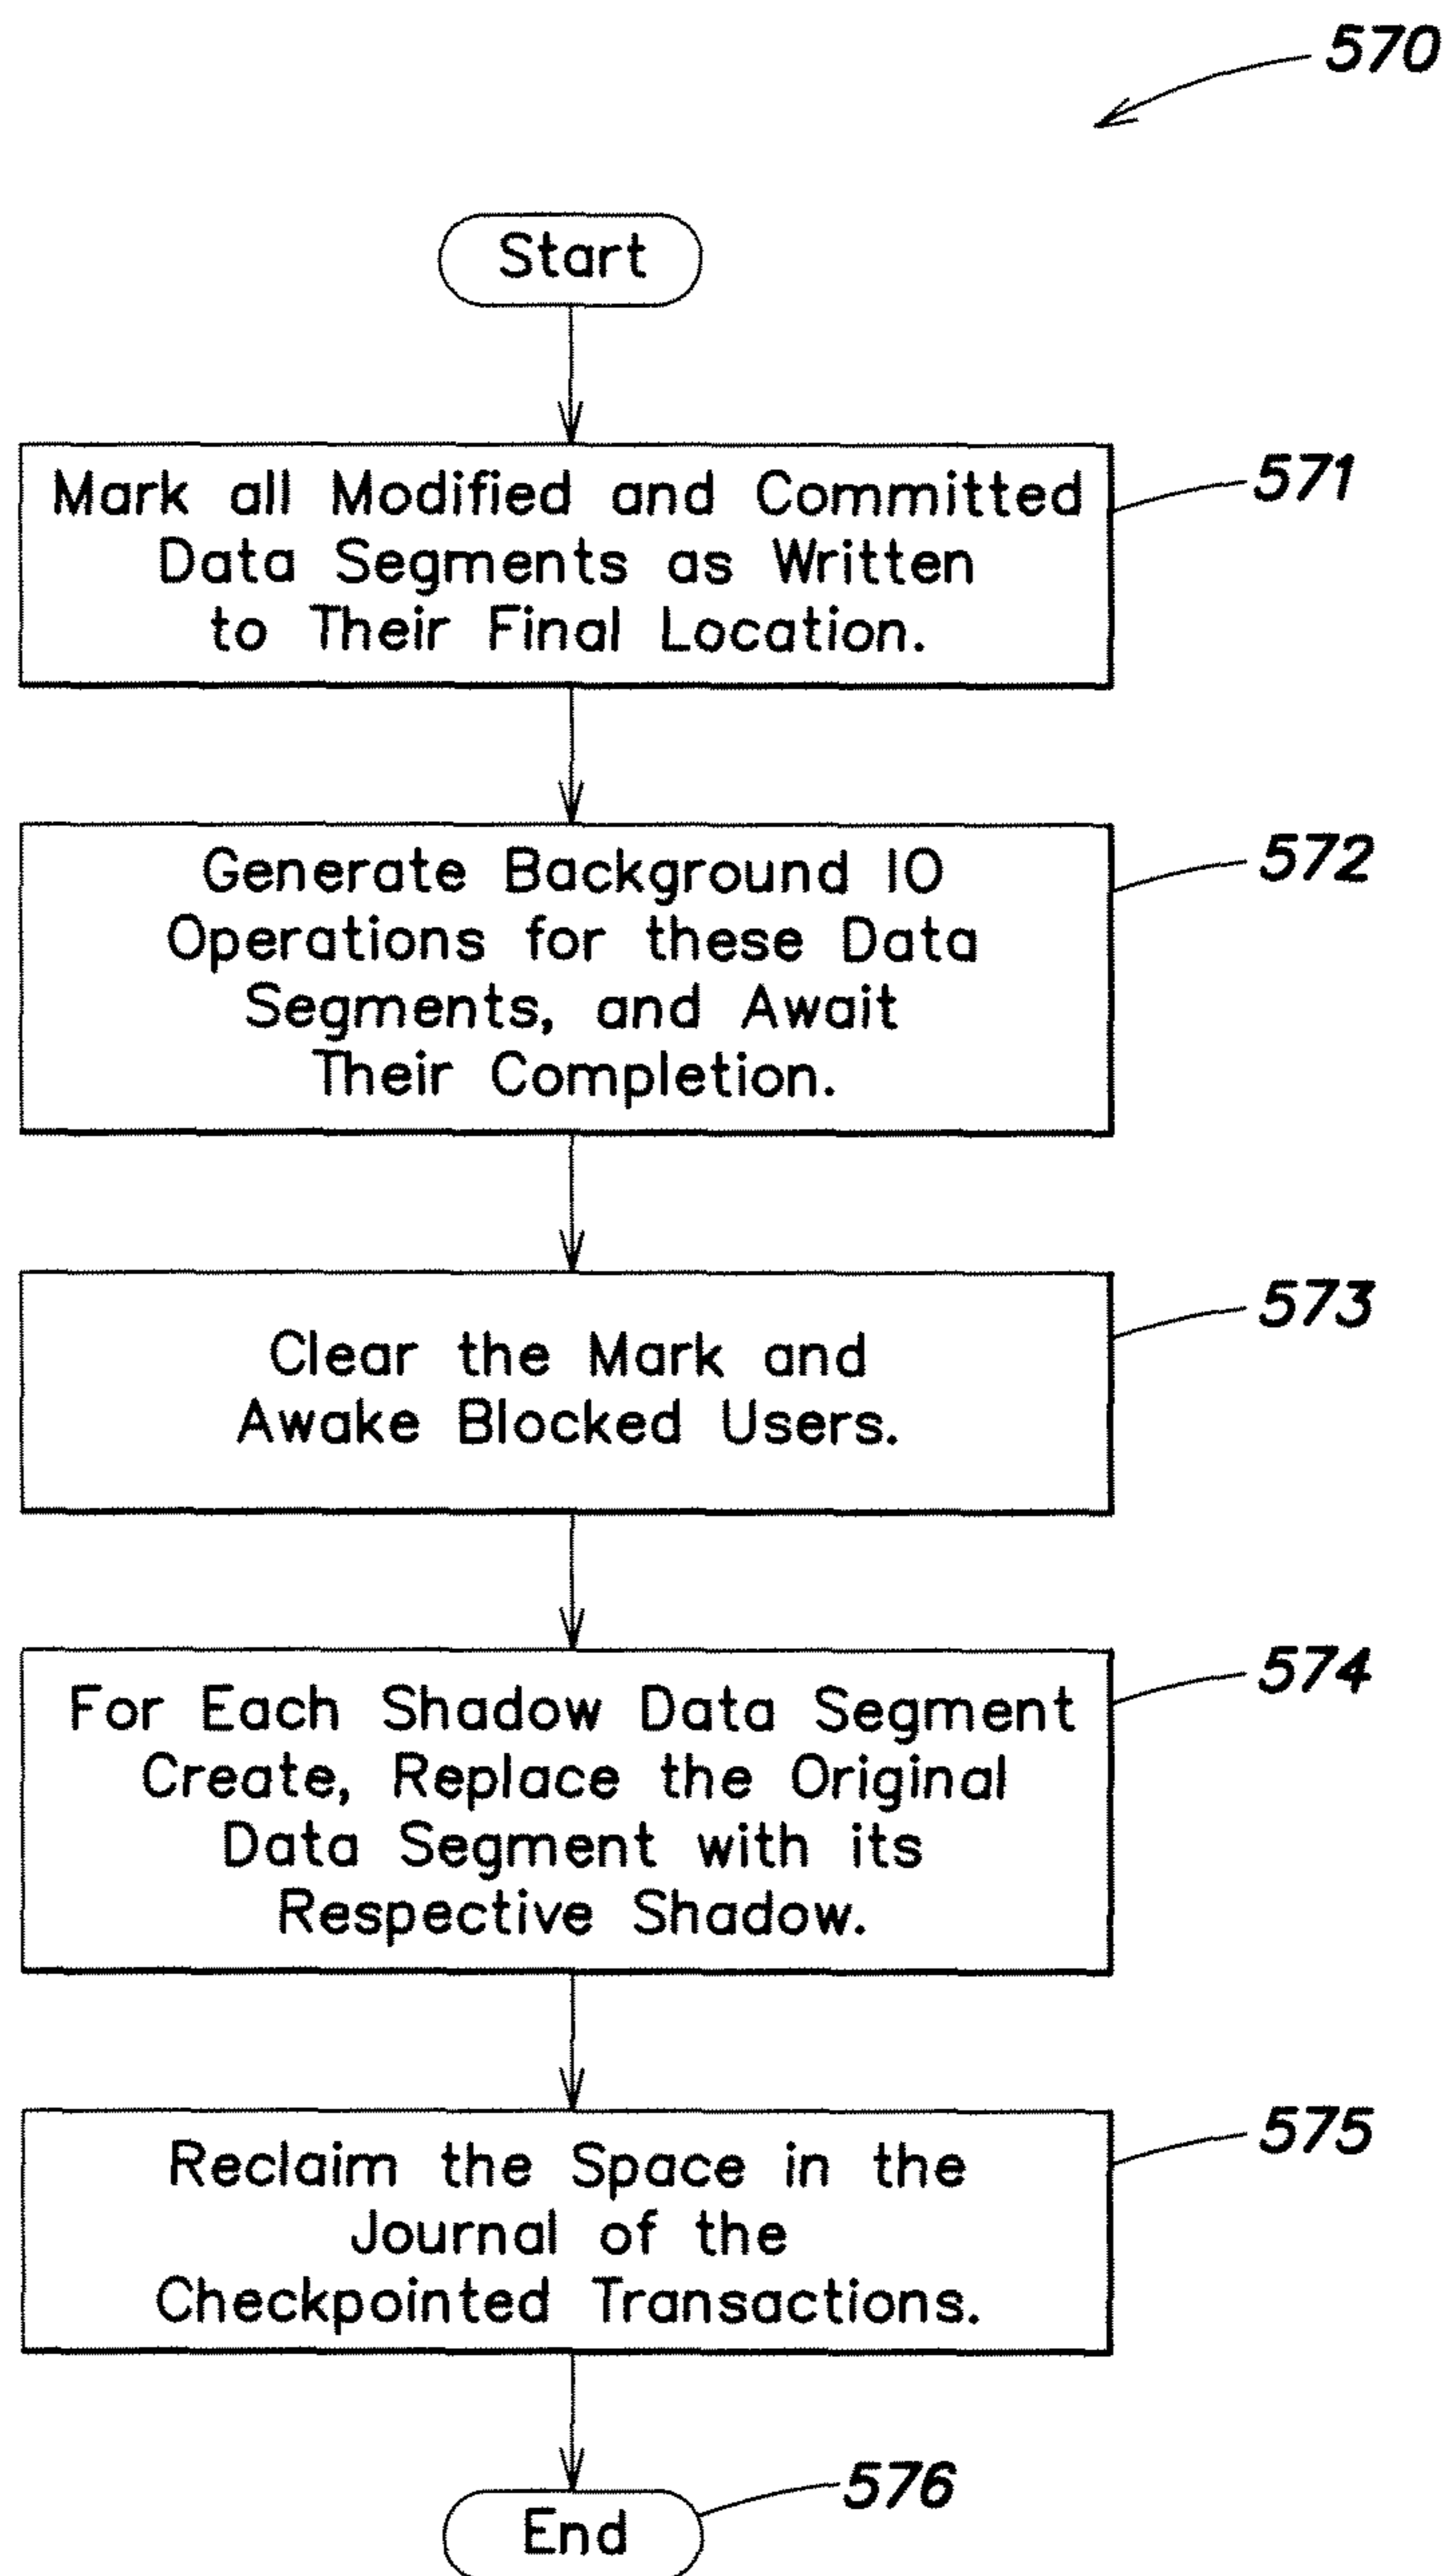 570
Start
Mark all Modified and Committed
Data Segments as Written
to Their Final Location.
571
Generate Background IO
Operations for these Data
Segments, and Await
Their Completion.
572
Clear the Mark and
Awake Blocked Users.
573
For Each Shadow Data Segment
Create, Replace the Original
Data Segment with its
Respective Shadow.
574
Reclaim the Space in the
Journal of the
Checkpointed Transactions.
575
End
576